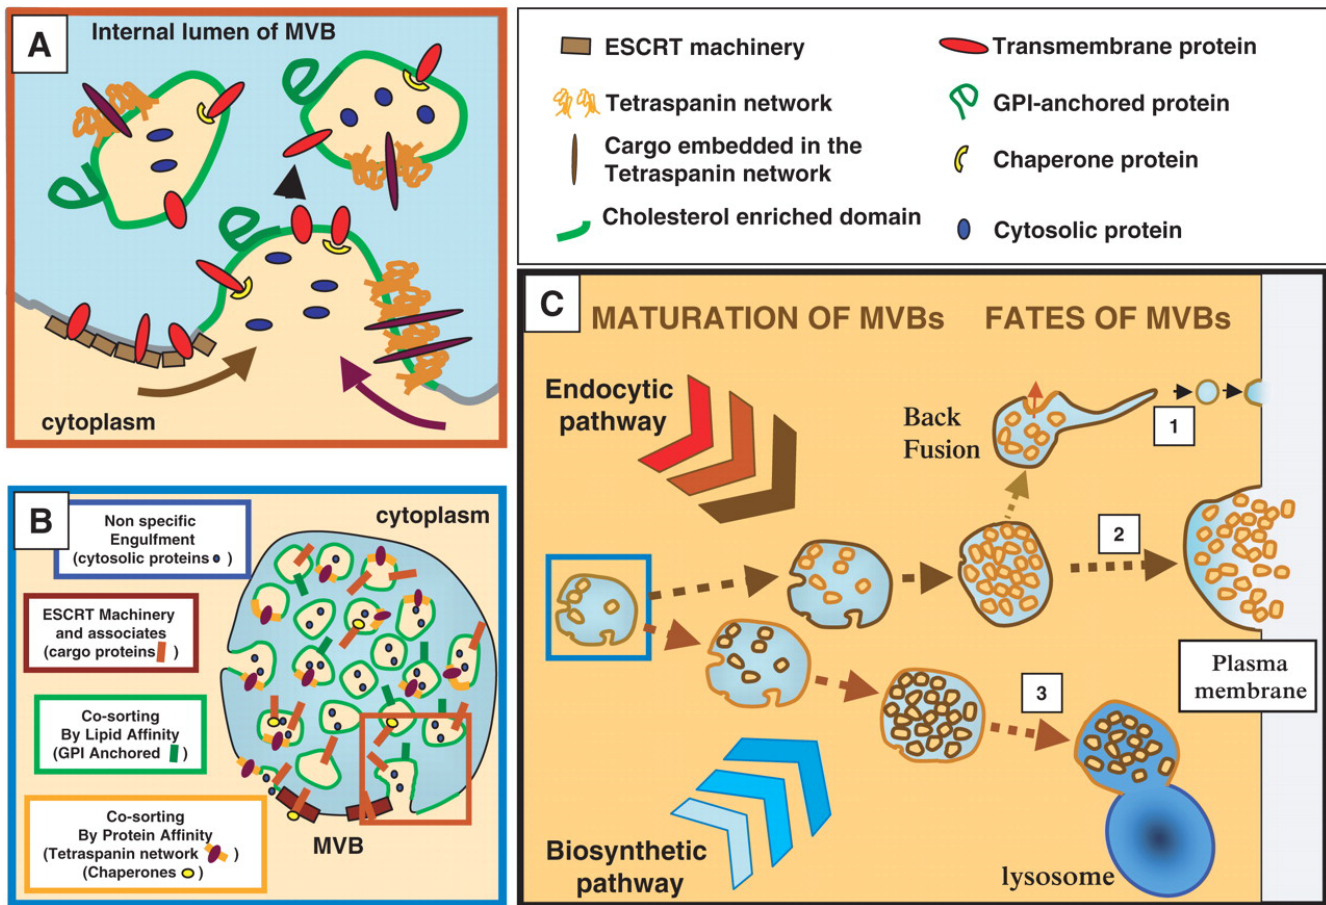 A
Internal lumen of MVB
cytoplasm
ESCRT machinery
Tetraspanin network
Cargo embedded in the
Tetraspanin network
Cholesterol enriched domain
Transmembrane protein
GPI-anchored protein
Chaperone protein
Cytosolic protein
B
cytoplasm
Non specific
Engulfment
(cytosolic proteins )
ESCRT Machinery
and associates
(cargo proteins )
Co-sorting
By Lipid Affinity
(GPI Anchored )
Co-sorting
By Protein Affinity
(Tetraspanin network )
(Chaperones )
MVB
C
MATURATION OF MVBs
FATES OF MVBs
Endocytic
pathway
Back
Fusion
1
2
Plasma
membrane
3
Biosynthetic
pathway
lysosome